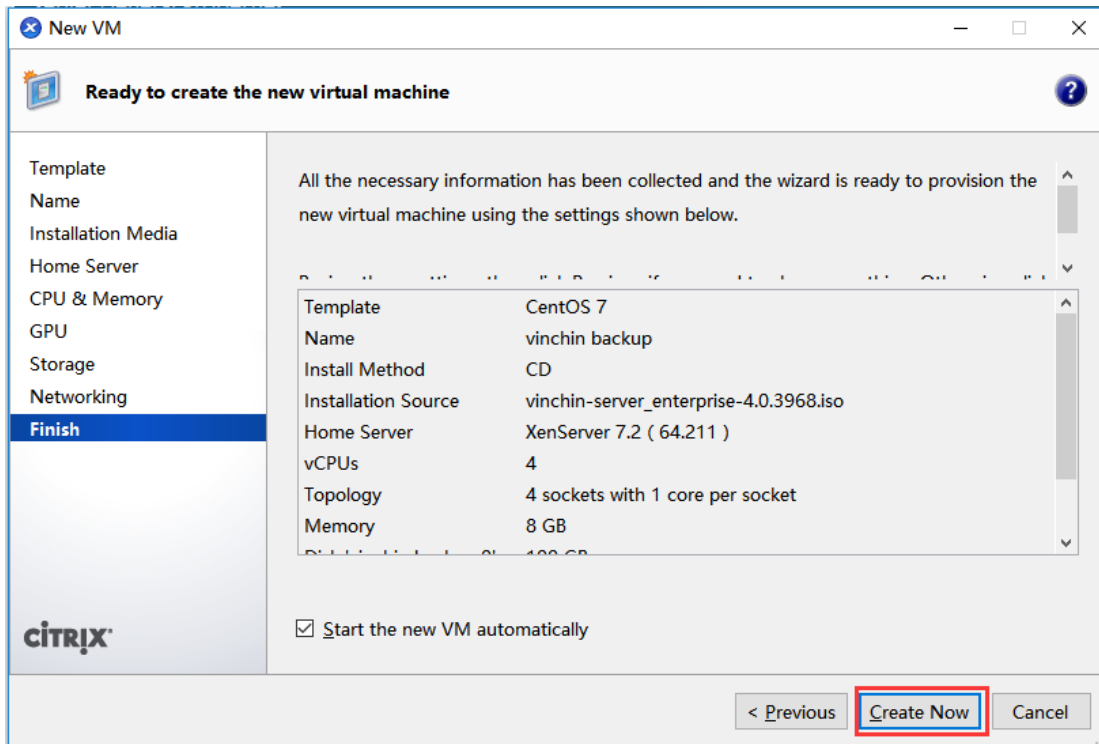 New VM
Ready to create the new virtual machine
Template
Name
Installation Media
Home Server
CPU & Memory
GPU
Storage
Networking
Finish
CITRIX
All the necessary information has been collected and the wizard is ready to provision the
new virtual machine using the settings shown below.
Template CentOS 7
Name vinchin backup
Install Method CD
Installation Source vinchin-server_enterprise-4.0.3968.iso
Home Server XenServer 7.2 ( 64.211 )
vCPUs 4
Topology 4 sockets with 1 core per socket
Memory 8 GB
Start the new VM automatically
< Previous
Create Now
Cancel